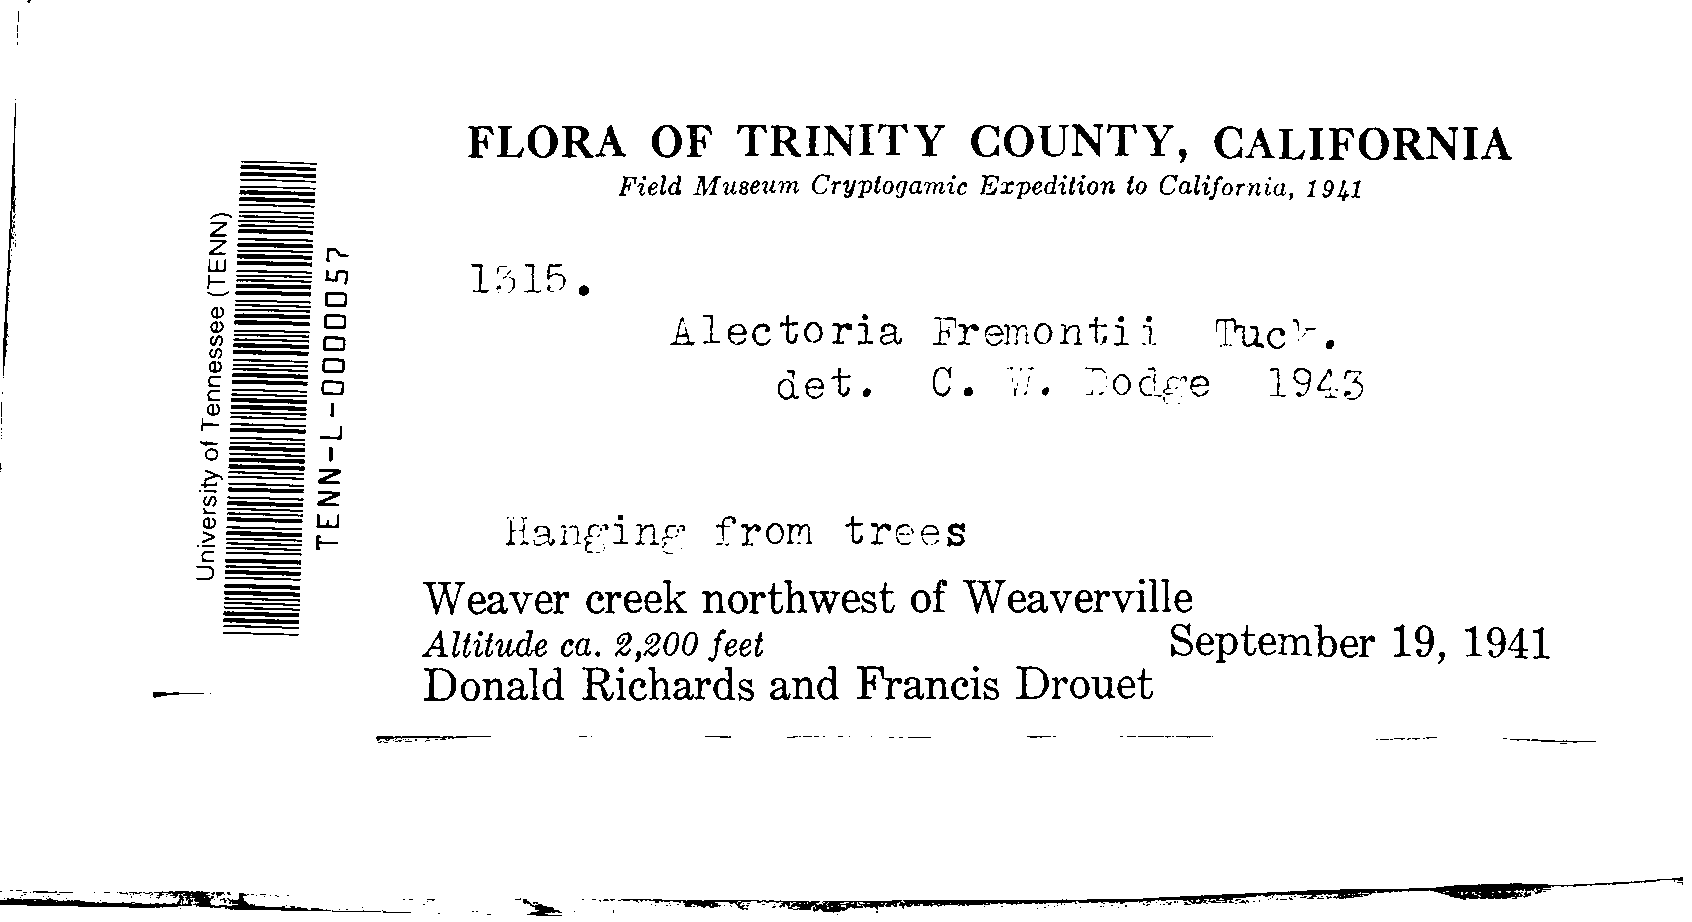 FLORA OF TRINITY COUNTY, CALIFORNIA
Field Museum Cryptogamic Expedition to California, 1941
1315.
Alectoria Fremontii Tuck.
det. C. W. Dodge 1943
Hanging from trees
Weaver creek northwest of Weaverville
Altitude ca. 2,200 feet September 19, 1941
Donald Richards and Francis Drouet
University of Tennessee (TENN)
TENN-L-0000057